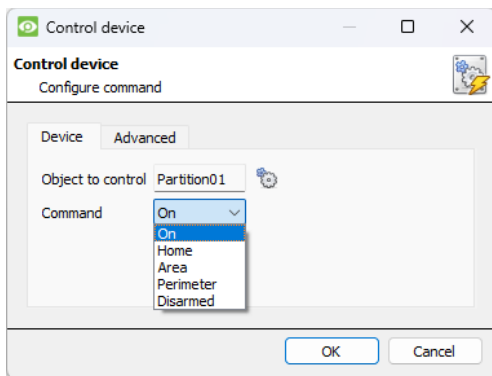 Control device
Control device
Configure command
Device Advanced
Object to control Partition01
Command On
On
Home
Area
Perimeter
Disarmed
OK Cancel